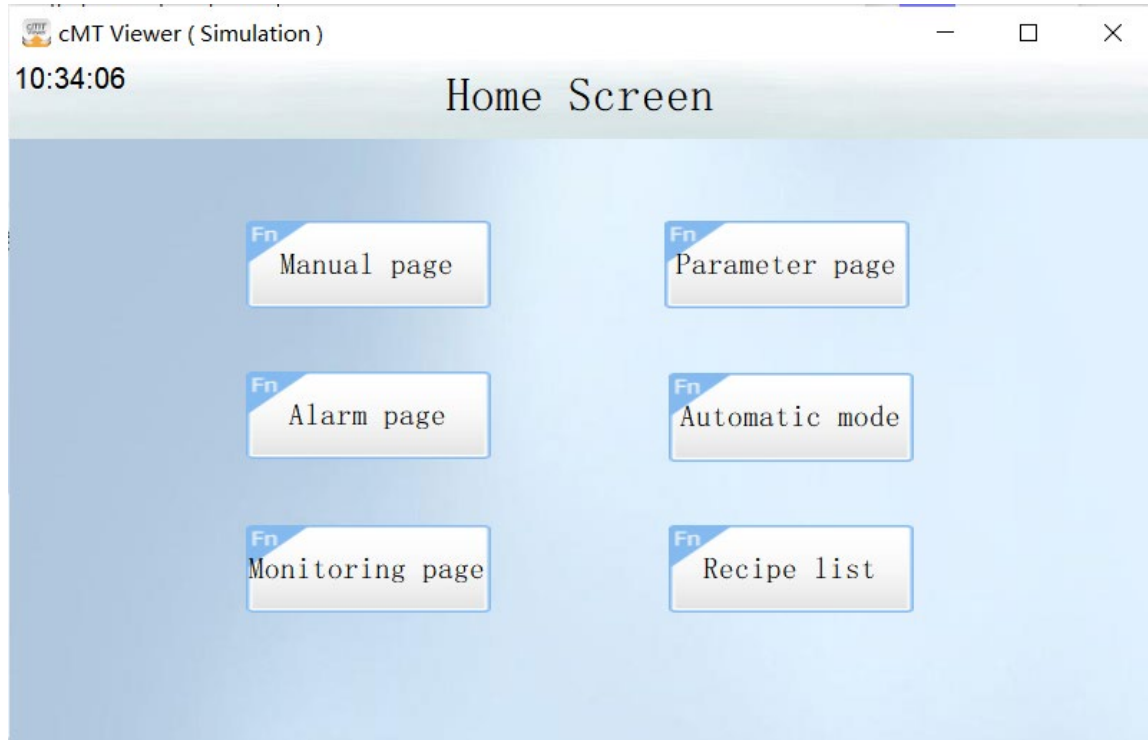 cMT Viewer ( Simulation )
10:34:06
Home Screen
Fn
Manual page
Fn
Parameter page
Fn
Alarm page
Fn
Automatic mode
Fn
Monitoring page
Fn
Recipe list